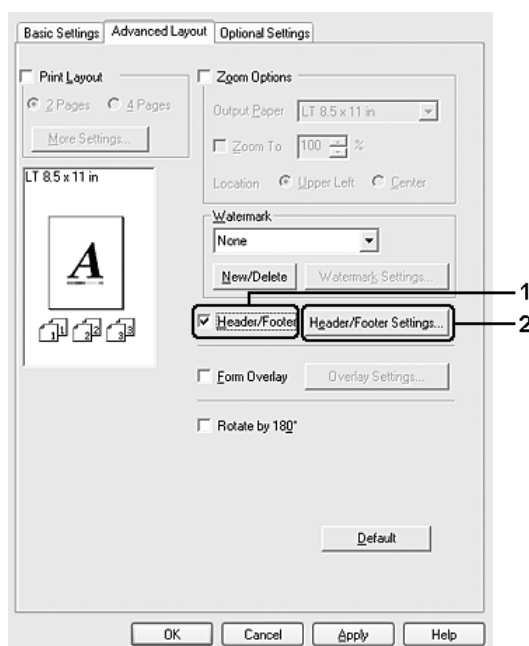 Basic Settings Advanced Layout Optional Settings
Print Layout
2 Pages 4 Pages
More Settings...
LT 8.5 x 11 in
A
1 2 3
Zoom Options
Output Paper LT 8.5 x 11 in
Zoom To 100 %
Location Upper Left Center
Watermark
None
New/Delete Watermark Settings...
1
Header/Footer Header/Footer Settings... 2
Form Overlay Overlay Settings...
Rotate by 180°
Default
OK Cancel Apply Help